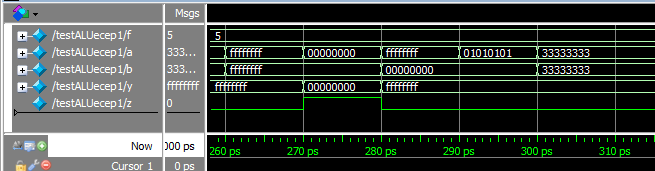 Msgs
/testALUecep1/f 5 5
/testALUecep1/a 333... ffffffff 00000000 ffffffff 01010101 33333333
/testALUecep1/b 333... ffffffff 00000000 33333333
/testALUecep1/y ffffffff ffffffff 00000000 ffffffff
/testALUecep1/z 0
Now 000 ps 260 ps 270 ps 280 ps 290 ps 300 ps 310 ps
Cursor 1 0 ps